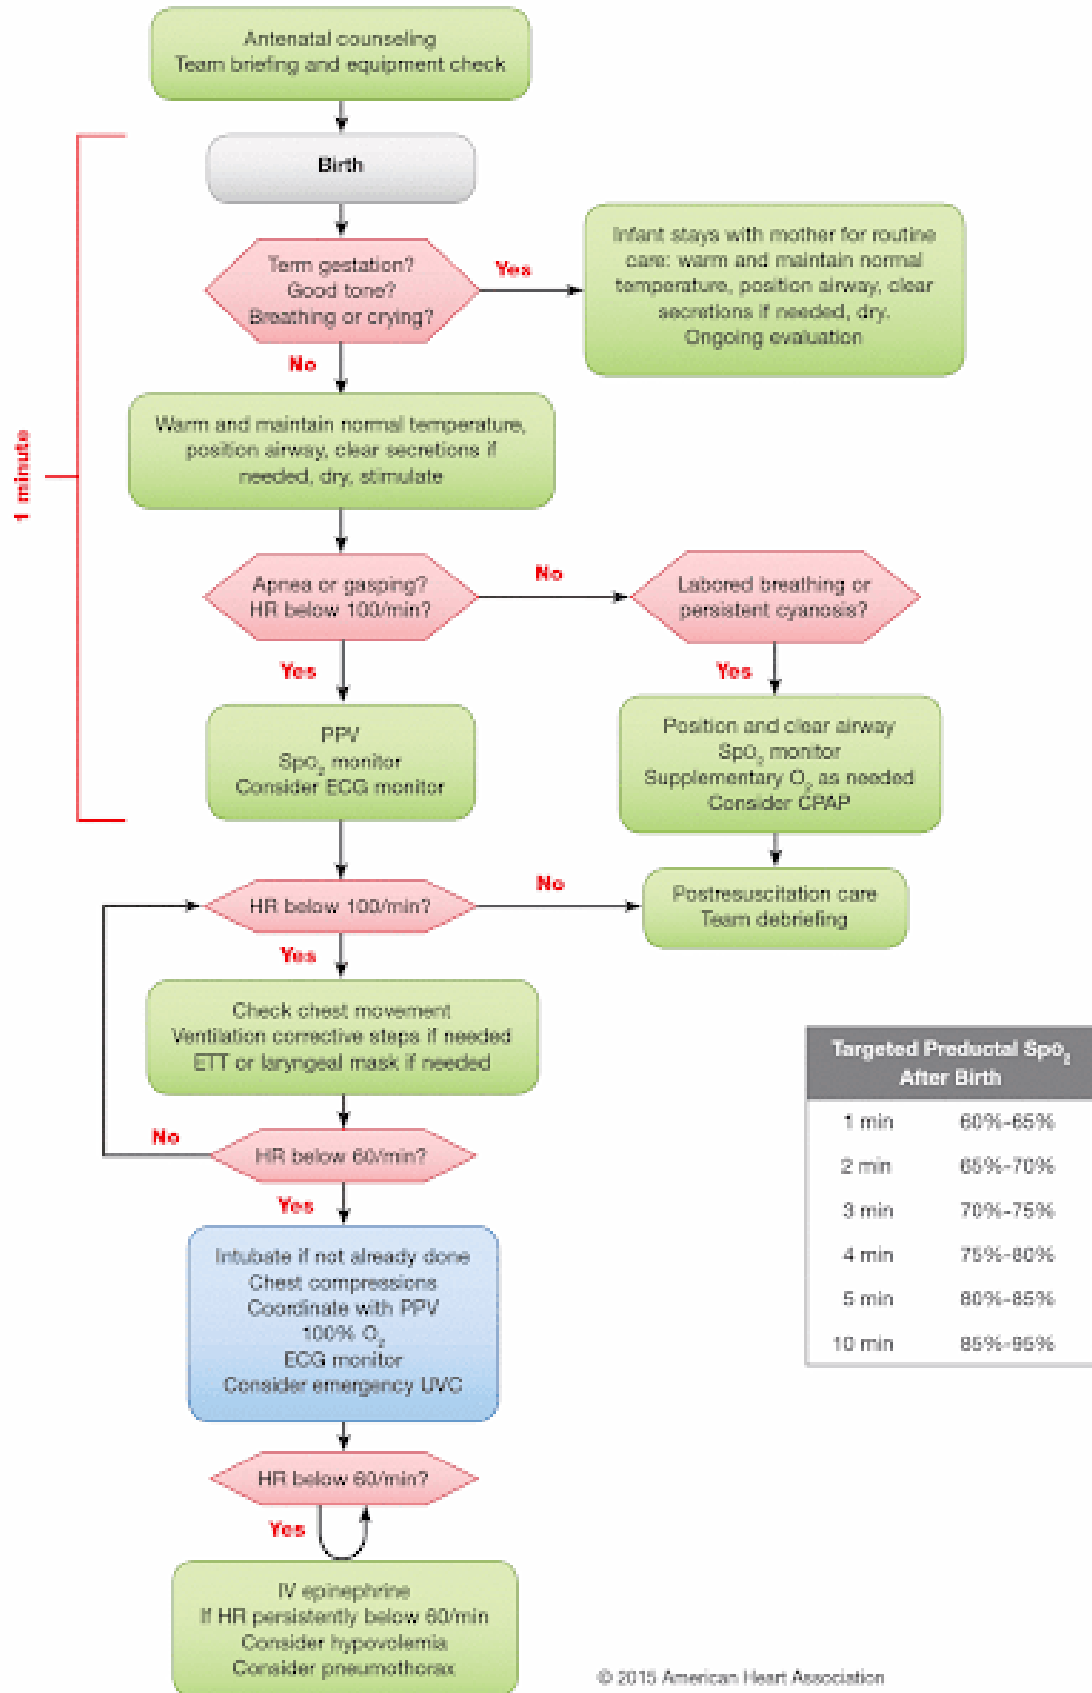 Antenatal counseling
Team briefing and equipment check
Birth
Term gestation?
Good tone?
Breathing or crying?
Yes
Infant stays with mother for routine
care: warm and maintain normal
temperature, position airway, clear
secretions if needed, dry.
Ongoing evaluation
No
Warm and maintain normal temperature,
position airway, clear secretions if
needed, dry, stimulate
1 minute
Apnea or gasping?
HR below 100/min?
No
Labored breathing or
persistent cyanosis?
Yes
Yes
PPV
SpO₂ monitor
Consider ECG monitor
Position and clear airway
SpO₂ monitor
Supplementary O₂ as needed
Consider CPAP
HR below 100/min?
No
Postresuscitation care
Team debriefing
Yes
Check chest movement
Ventilation corrective steps if needed
ETT or laryngeal mask if needed
No
HR below 60/min?
Yes
Intubate if not already done
Chest compressions
Coordinate with PPV
100% O₂
ECG monitor
Consider emergency UVC
HR below 60/min?
Yes
IV epinephrine
If HR persistently below 60/min
Consider hypovolemia
Consider pneumothorax
Targeted Preductal SpO₂
After Birth
1 min 60%-65%
2 min 65%-70%
3 min 70%-75%
4 min 75%-80%
5 min 80%-85%
10 min 85%-95%
© 2015 American Heart Association